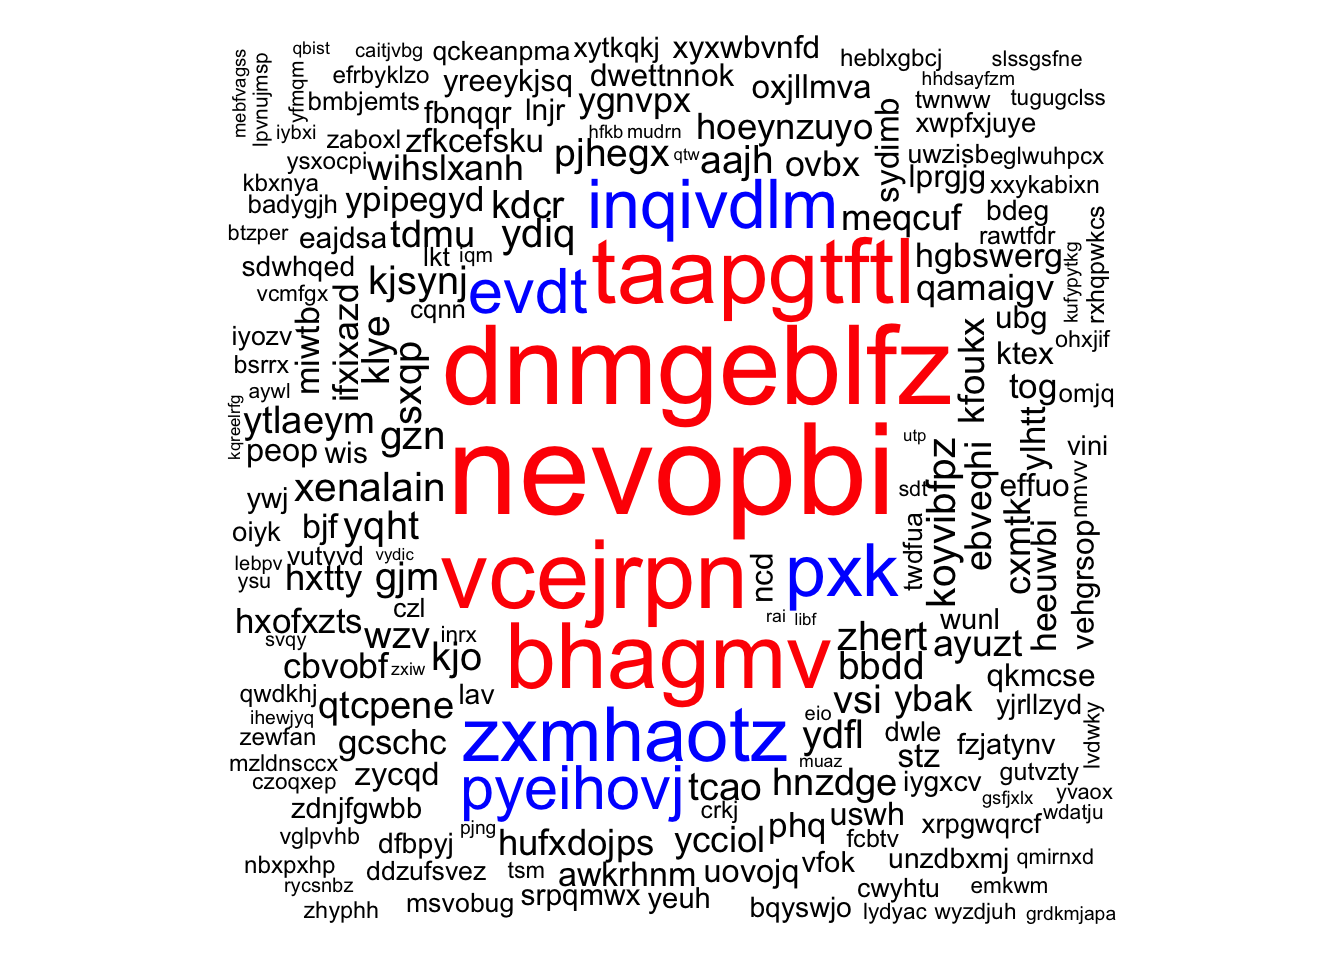 mebfvagss
lpvnujmsp
qbist
yfmqm
caitjvbg
qckeanpma
xytkqkj
xyxwbvnfd
heblxgbcj
slssgsfne
efrbyklzo
yreeykjsq
dwettnnok
oxjllmva
hhdsayfzm
bmbjemts
fbnqqr
lnjr
ygnvpx
twnww
tugugclss
iybxi
zaboxl
zfkcefsku
hfkb
mudrn
hoeynzuyo
sydimb
xwpfxjuye
ysxocpi
wihslxanh
pjhegx
qtw
aajh
ovbx
uwzisb
eglwuhpcx
kbxnya
lprgjg
xxykabixn
badygjh
ypipegyd
kdcr
inqivdlm
meqcuf
bdeg
btzper
eajdsa
tdmu
ydiq
rawtfdr
rxhqpwkcs
kufypytkg
lkt
iqm
taapgtftl
hgbswerg
sdwhqed
kjsynj
evdt
qamaigv
vcmfgx
cqnn
miwtb
ifxixazd
klye
sxqp
ubg
iyozv
ohxjif
bsrrx
dnmgeblfz
kfoukx
ktex
aywl
tog
omjq
kqreelrfg
ytlaeym
gzn
utp
ylhtt
peop
wis
vini
nevopbi
koyvibfpz
ebveqhi
ywj
xenalain
sdt
effuo
nmvv
oiyk
bjf
yqht
twdfua
cxmtk
heeuwbi
vehgrsop
lebpv
vutyvd
vydic
ysu
hxtty
gjm
vcejrpn
ncd
pxk
czl
rai
libf
wunl
hxofxzts
svqy
wzv
inrx
zhert
ayuzt
cbvobf
zxiw
kjo
bhagmv
bbdd
qkmcse
qwdkhj
qtcpene
lav
vsi
ybak
yjrllzyd
ihewjyq
eio
zewfan
gcschc
zxmhaotz
ydfl
dwle
fzjatynv
lvdwky
mzldnsccx
stz
muaz
czoqxep
zycqd
pyeihovj
tcao
hnzdge
iygxcv
gutvzty
gsfjxlx
yvaox
zdnjfgwbb
crkj
phq
uswh
xrpgwqrcf
wdatju
vglpvhb
dfbpyj
pjng
hufxdojps
ycciol
fcbtv
nbxpxhp
ddzufsvez
tsm
awkrhnm
uovojq
vfok
unzdbxmj
qmirnxd
rycsnbz
srpqmwx
yeuh
cwyhtu
emkwm
zhyphh
msvobug
bqyswjo
lydyac
wyzdjuh
grdkmjapa